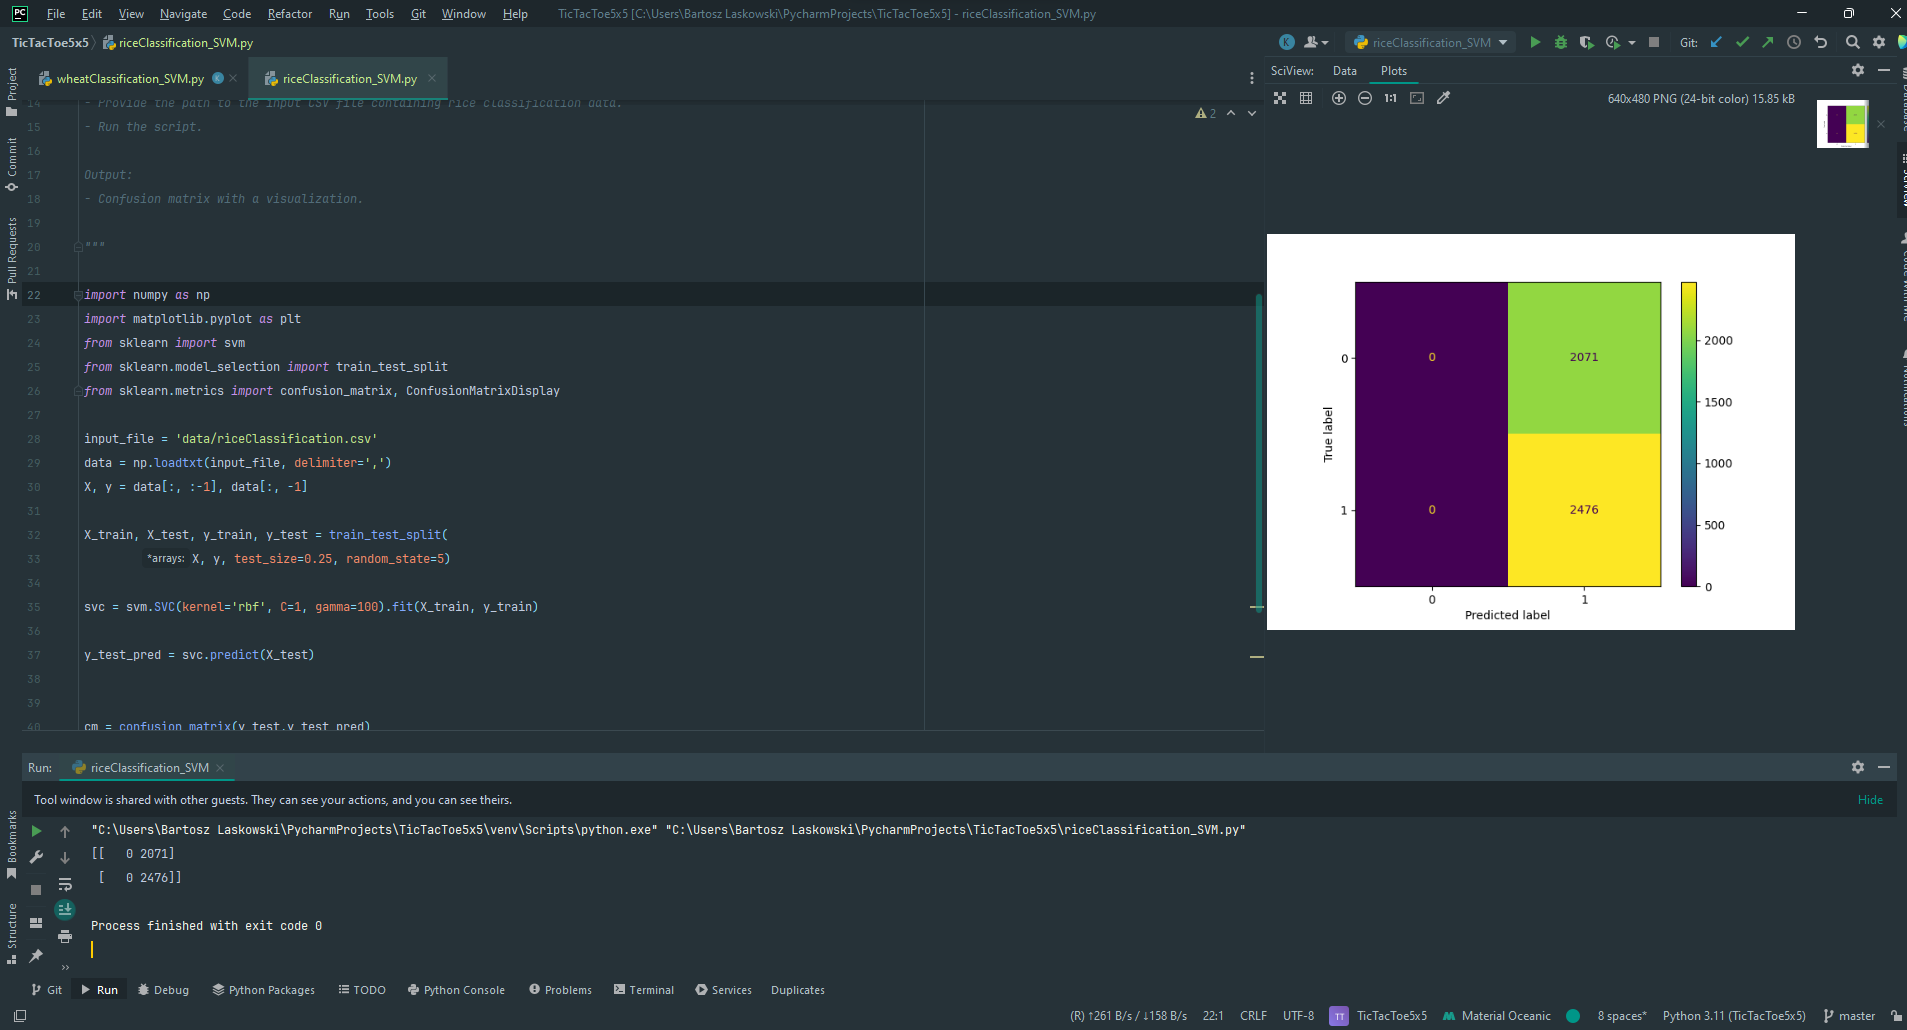 PC File Edit View Navigate Code Refactor Run Tools Git Window Help TicTacToe5x5 [C:\Users\Bartosz Laskowski\PycharmProjects\TicTacToe5x5] - riceClassification_SVM.py
TicTacToe5x5 riceClassification_SVM.py K riceClassification_SVM Git:
wheatClassification_SVM.py K riceClassification_SVM.py
SciView: Data Plots
1:1 640x480 PNG (24-bit color) 15.85 kB
Project
Commit
Pull Requests
Bookmarks
Structure
2
14 - Provide the path to the input CSV file containing rice classification data.
15 - Run the script.
16
17 Output:
18 - Confusion matrix with a visualization.
19
20 """
21
22 import numpy as np
23 import matplotlib.pyplot as plt
24 from sklearn import svm
25 from sklearn.model_selection import train_test_split
26 from sklearn.metrics import confusion_matrix, ConfusionMatrixDisplay
27
28 input_file = 'data/riceClassification.csv'
29 data = np.loadtxt(input_file, delimiter=',')
30 X, y = data[:, :-1], data[:, -1]
31
32 X_train, X_test, y_train, y_test = train_test_split(
33 *arrays: X, y, test_size=0.25, random_state=5)
34
35 svc = svm.SVC(kernel='rbf', C=1, gamma=100).fit(X_train, y_train)
36
37 y_test_pred = svc.predict(X_test)
38
39
40 cm = confusion_matrix(y_test,y_test_pred)
0 0 2071
1 0 2476
True label
0 1
Predicted label
2000
1500
1000
500
0
Run: riceClassification_SVM
Tool window is shared with other guests. They can see your actions, and you can see theirs. Hide
"C:\Users\Bartosz Laskowski\PycharmProjects\TicTacToe5x5\venv\Scripts\python.exe" "C:\Users\Bartosz Laskowski\PycharmProjects\TicTacToe5x5\riceClassification_SVM.py"
[[   0 2071]
 [   0 2476]]
Process finished with exit code 0
Git Run Debug Python Packages TODO Python Console Problems Terminal Services Duplicates
(R) ↑261 B/s / ↓158 B/s 22:1 CRLF UTF-8 TT TicTacToe5x5 Material Oceanic 8 spaces* Python 3.11 (TicTacToe5x5) master